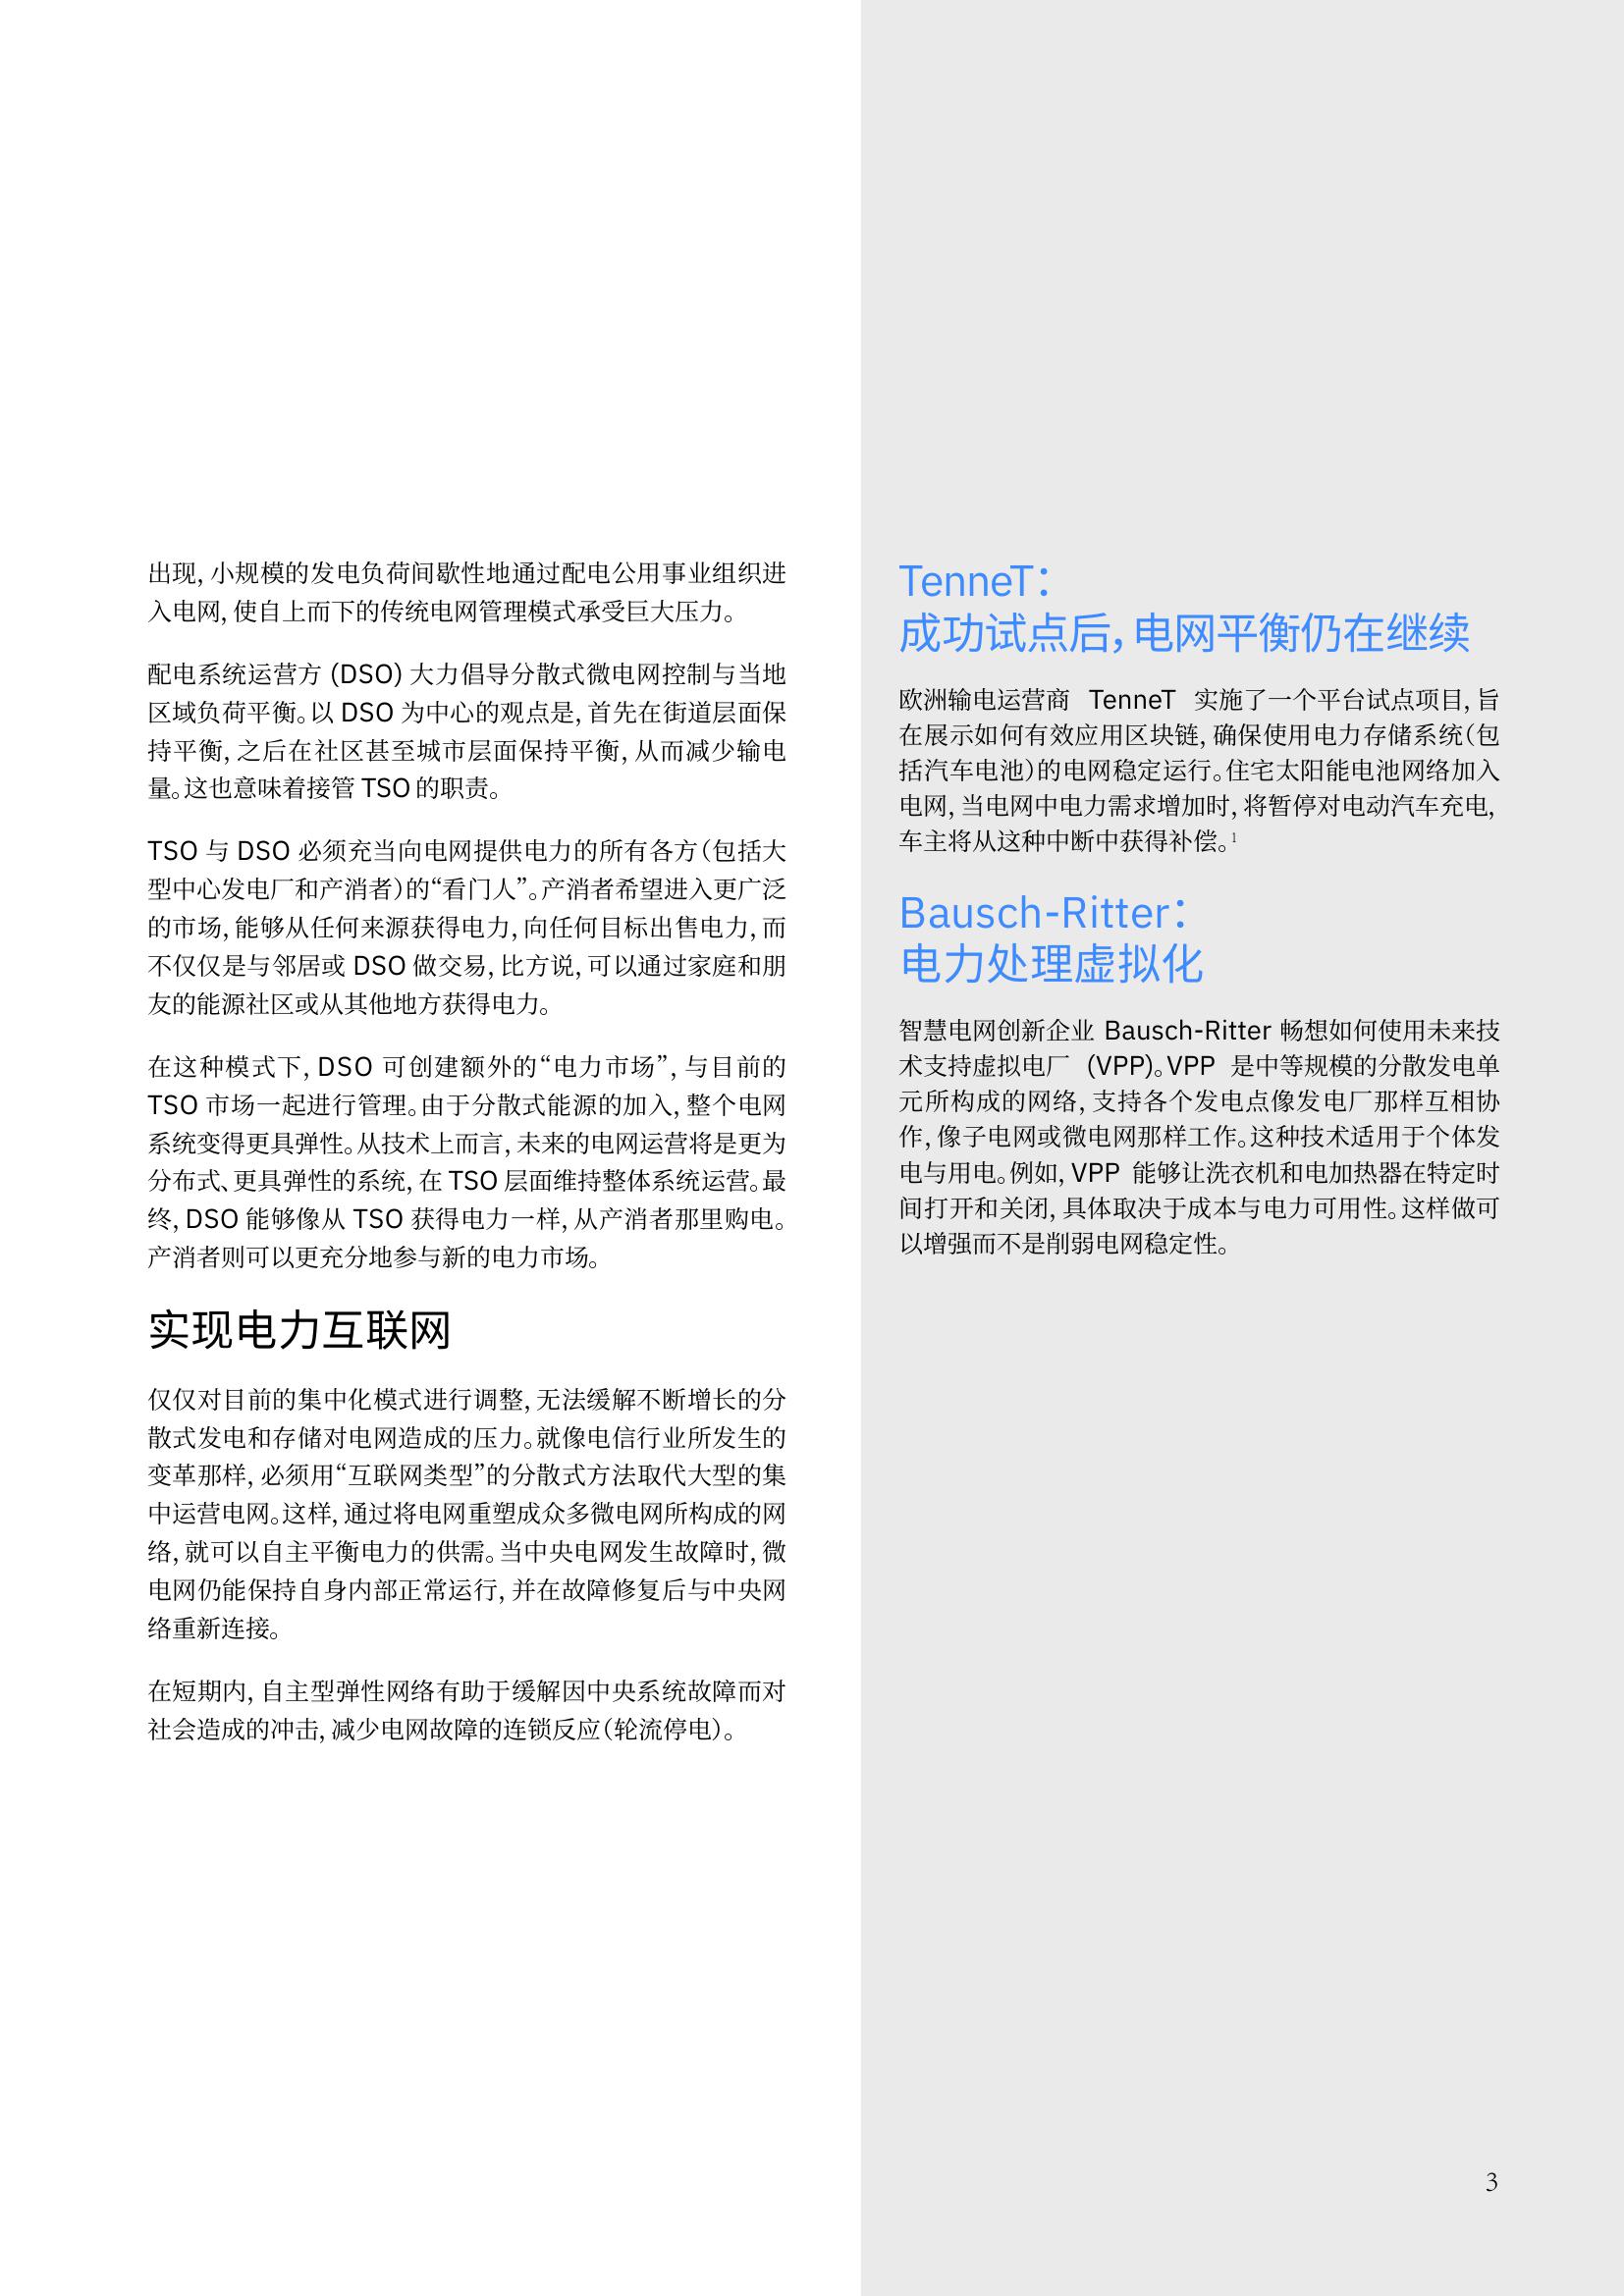 出现，小规模的发电负荷间歇性地通过配电公用事业组织进
入电网，使自上而下的传统电网管理模式承受巨大压力。
配电系统运营方 (DSO) 大力倡导分散式微电网控制与当地
区域负荷平衡。以 DSO 为中心的观点是，首先在街道层面保
持平衡，之后在社区甚至城市层面保持平衡，从而减少输电
量。这也意味着接管 TSO 的职责。
TSO 与 DSO 必须充当向电网提供电力的所有各方（包括大
型中心发电厂和产消者）的“看门人”。产消者希望进入更广泛
的市场，能够从任何来源获得电力，向任何目标出售电力，而
不仅仅是与邻居或 DSO 做交易，比方说，可以通过家庭和朋
友的能源社区或从其他地方获得电力。
在这种模式下，DSO 可创建额外的“电力市场”，与目前的
TSO 市场一起进行管理。由于分散式能源的加入，整个电网
系统变得更具弹性。从技术上而言，未来的电网运营将是更为
分布式、更具弹性的系统，在 TSO 层面维持整体系统运营。最
终，DSO 能够像从 TSO 获得电力一样，从产消者那里购电。
产消者则可以更充分地参与新的电力市场。
实现电力互联网
仅仅对目前的集中化模式进行调整，无法缓解不断增长的分
散式发电和存储对电网造成的压力。就像电信行业所发生的
变革那样，必须用“互联网类型”的分散式方法取代大型的集
中运营电网。这样，通过将电网重塑成众多微电网所构成的网
络，就可以自主平衡电力的供需。当中央电网发生故障时，微
电网仍能保持自身内部正常运行，并在故障修复后与中央网
络重新连接。
在短期内，自主型弹性网络有助于缓解因中央系统故障而对
社会造成的冲击，减少电网故障的连锁反应（轮流停电）。
TenneT：
成功试点后，电网平衡仍在继续
欧洲输电运营商 TenneT 实施了一个平台试点项目，旨
在展示如何有效应用区块链，确保使用电力存储系统（包
括汽车电池）的电网稳定运行。住宅太阳能电池网络加入
电网，当电网中电力需求增加时，将暂停对电动汽车充电，
车主将从这种中断中获得补偿。1
Bausch-Ritter：
电力处理虚拟化
智慧电网创新企业 Bausch-Ritter 畅想如何使用未来技
术支持虚拟电厂 (VPP)。VPP 是中等规模的分散发电单
元所构成的网络，支持各个发电点像发电厂那样互相协
作，像子电网或微电网那样工作。这种技术适用于个体发
电与用电。例如，VPP 能够让洗衣机和电加热器在特定时
间打开和关闭，具体取决于成本与电力可用性。这样做可
以增强而不是削弱电网稳定性。
3